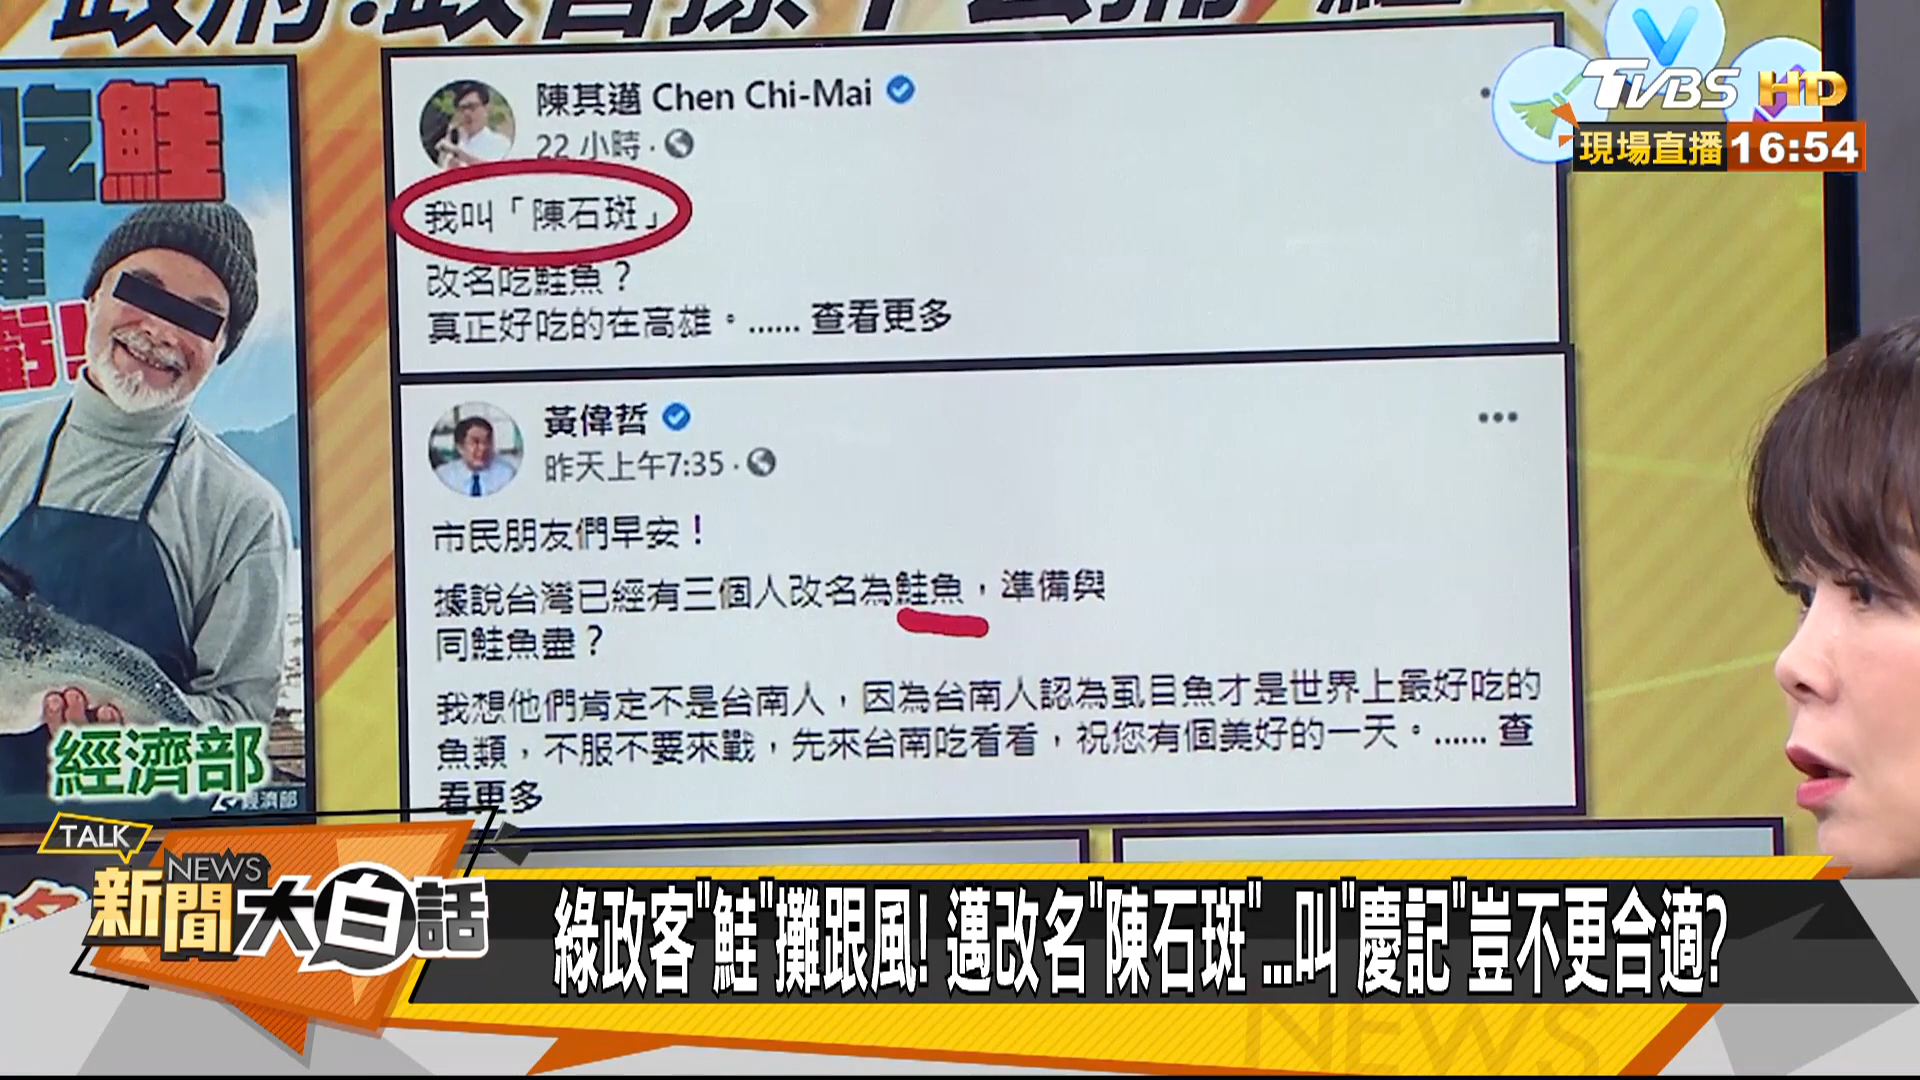 陳其邁 Chen Chi-Mai
22 小時
我叫「陳石斑」
改名吃鮭魚？
真正好吃的在高雄。...... 查看更多
黃偉哲
昨天上午7:35
市民朋友們早安！
據說台灣已經有三個人改名為鮭魚，準備與
同鮭魚盡？
我想他們肯定不是台南人，因為台南人認為虱目魚才是世界上最好吃的
魚類，不服不要來戰，先來台南吃看看，祝您有個美好的一天。...... 查
看更多
吃鮭
虧!
經濟部
經濟部
TVBS HD
現場直播 16:54
TALK
NEWS
新聞大白話
綠政客"鮭"攤跟風! 邁改名"陳石斑"...叫"慶記"豈不更合適?
NEWS